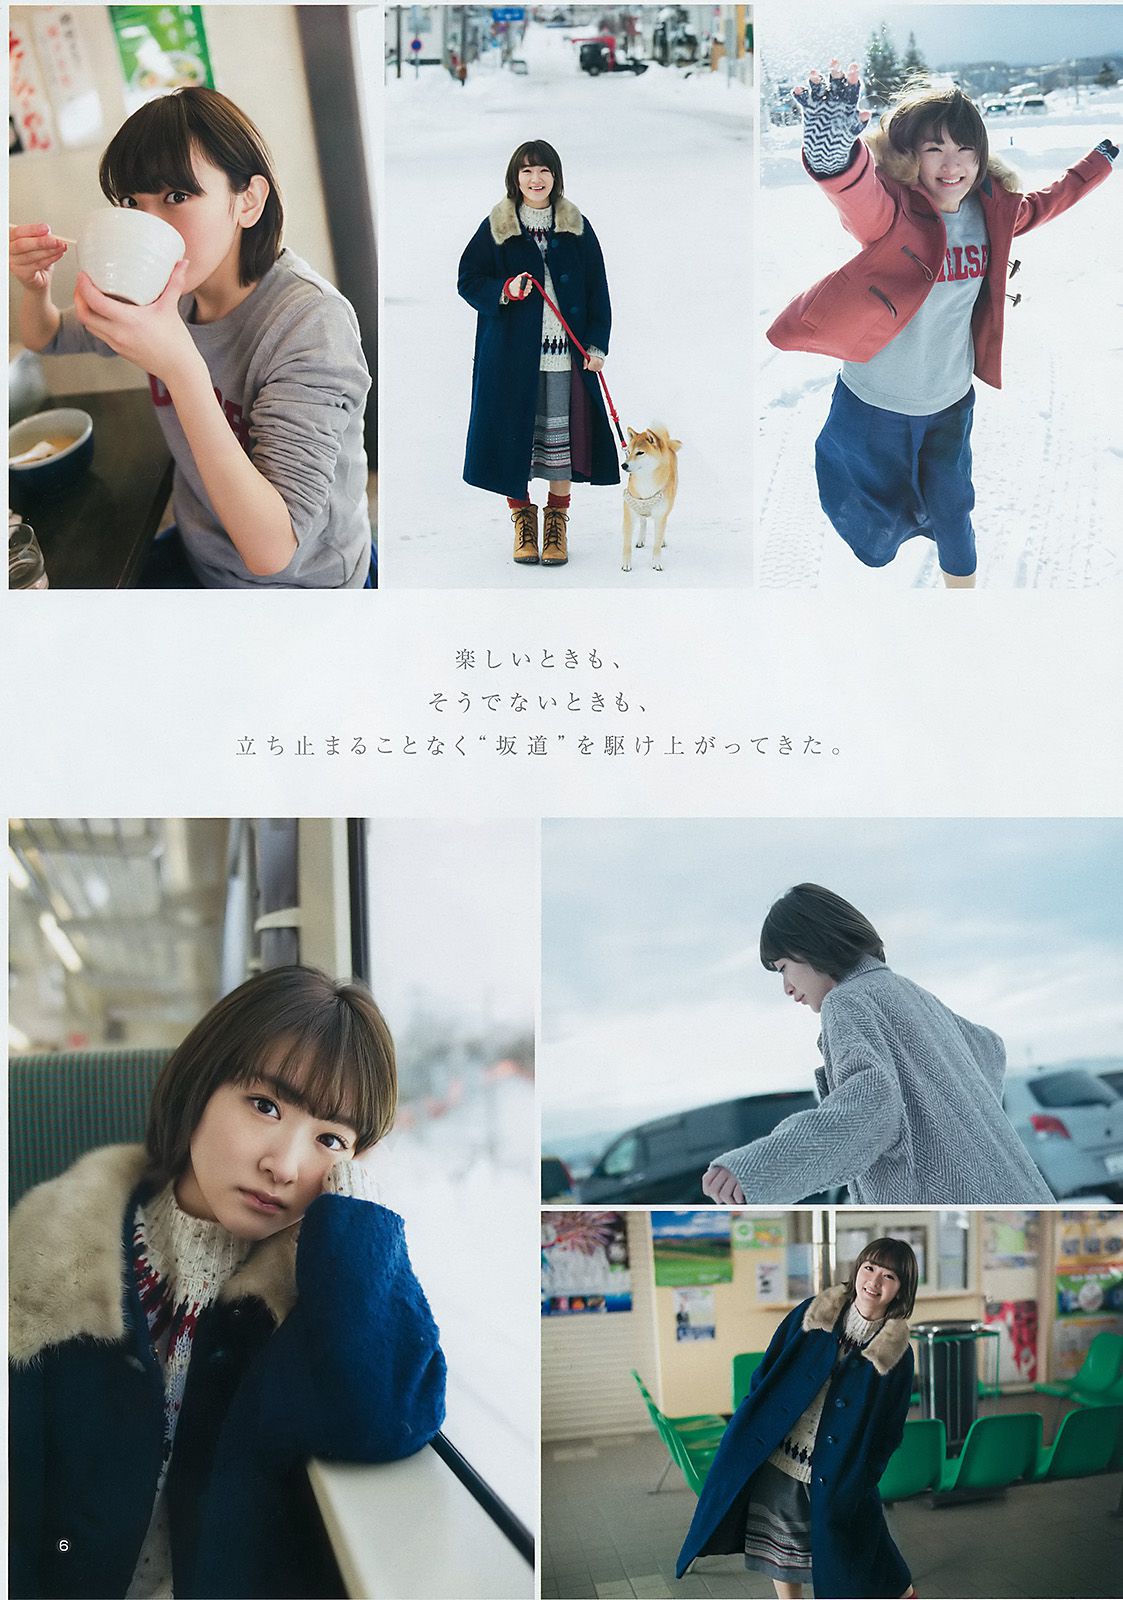 楽しいときも、
そうでないときも、
立ち止まることなく“坂道”を駆け上がってきた。
6